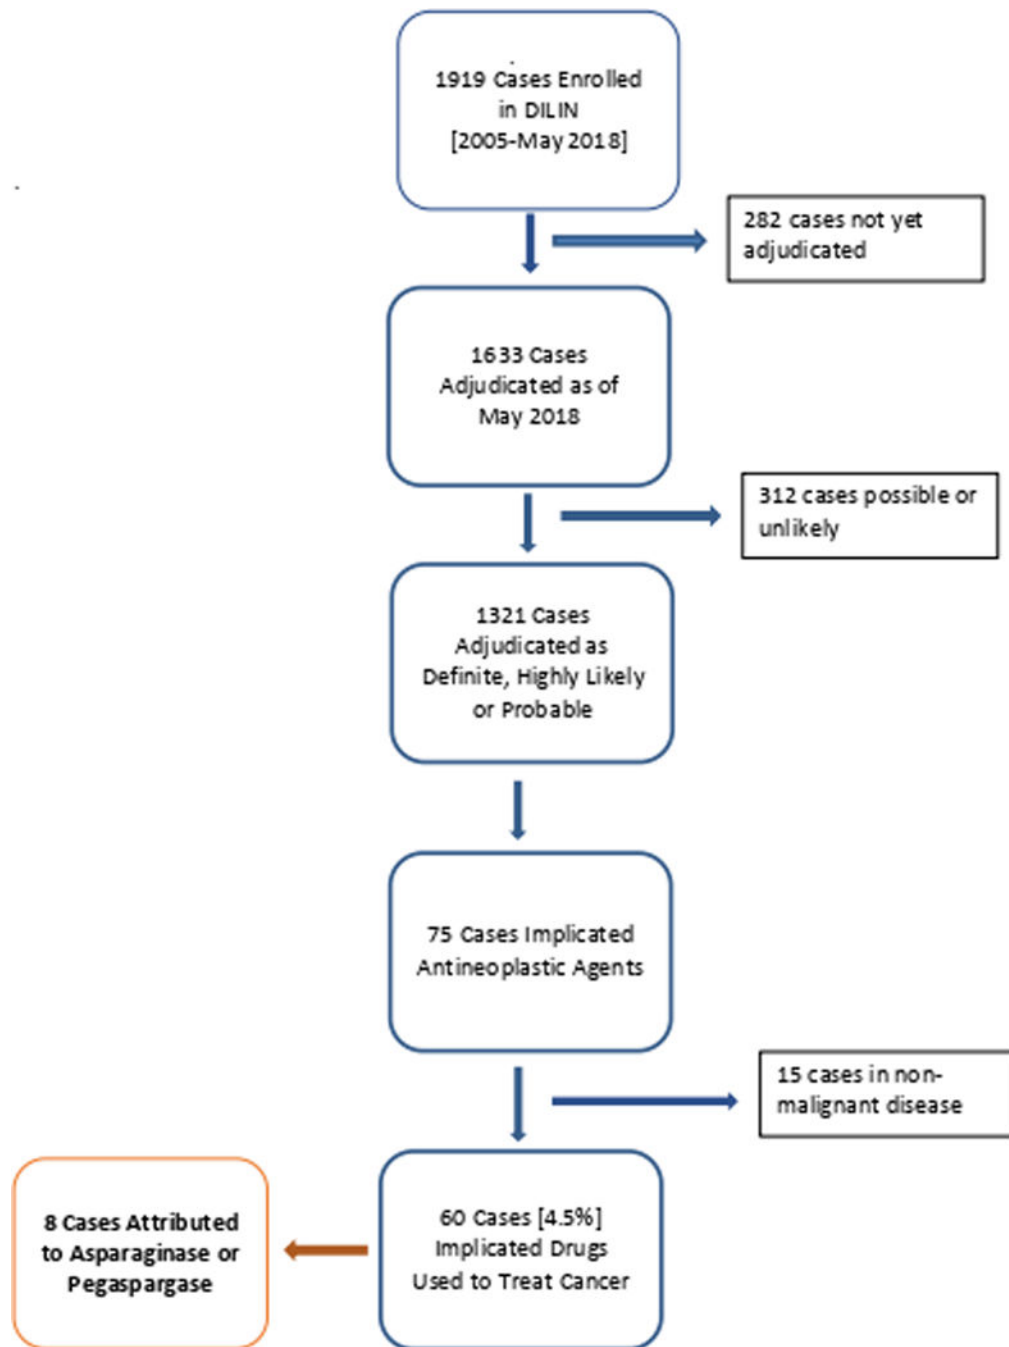 1919 Cases Enrolled
in DILIN
[2005-May 2018]
282 cases not yet
adjudicated
1633 Cases
Adjudicated as of
May 2018
312 cases possible or
unlikely
1321 Cases
Adjudicated as
Definite, Highly Likely
or Probable
75 Cases Implicated
Antineoplastic Agents
15 cases in non-
malignant disease
60 Cases [4.5%]
Implicated Drugs
Used to Treat Cancer
8 Cases Attributed
to Asparaginase or
Pegaspargase